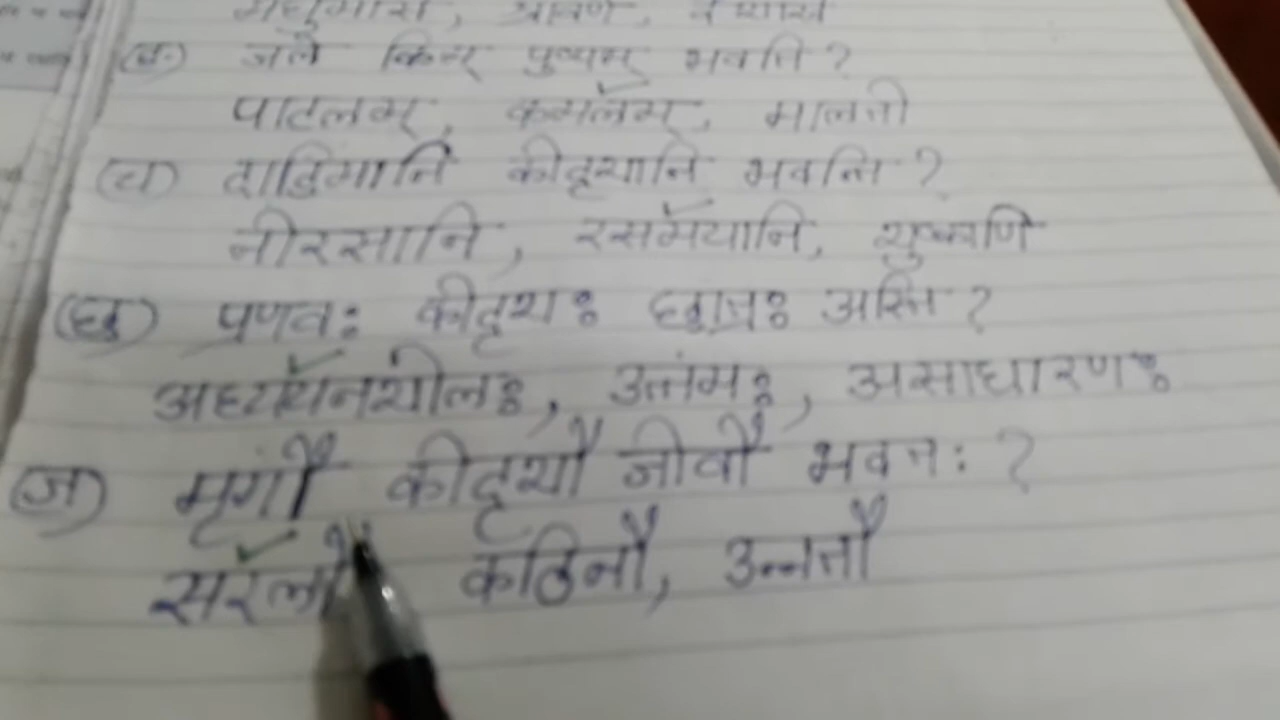 (ङ) जले किम् पुष्पम् भवति?
पाटलम्, कमलम्, मालती
(च) दाडिमानि कीदृशानि भवन्ति?
नीरसानि, रसमयानि, शुष्काणि
(छ) प्रणवः कीदृशः छात्रः अस्ति?
अध्ययनशीलः, उत्तमः, असाधारणः
(ज) मृगौ कीदृशौ जीवौ भवतः?
सरलौ कठिनौ, उन्नतौ